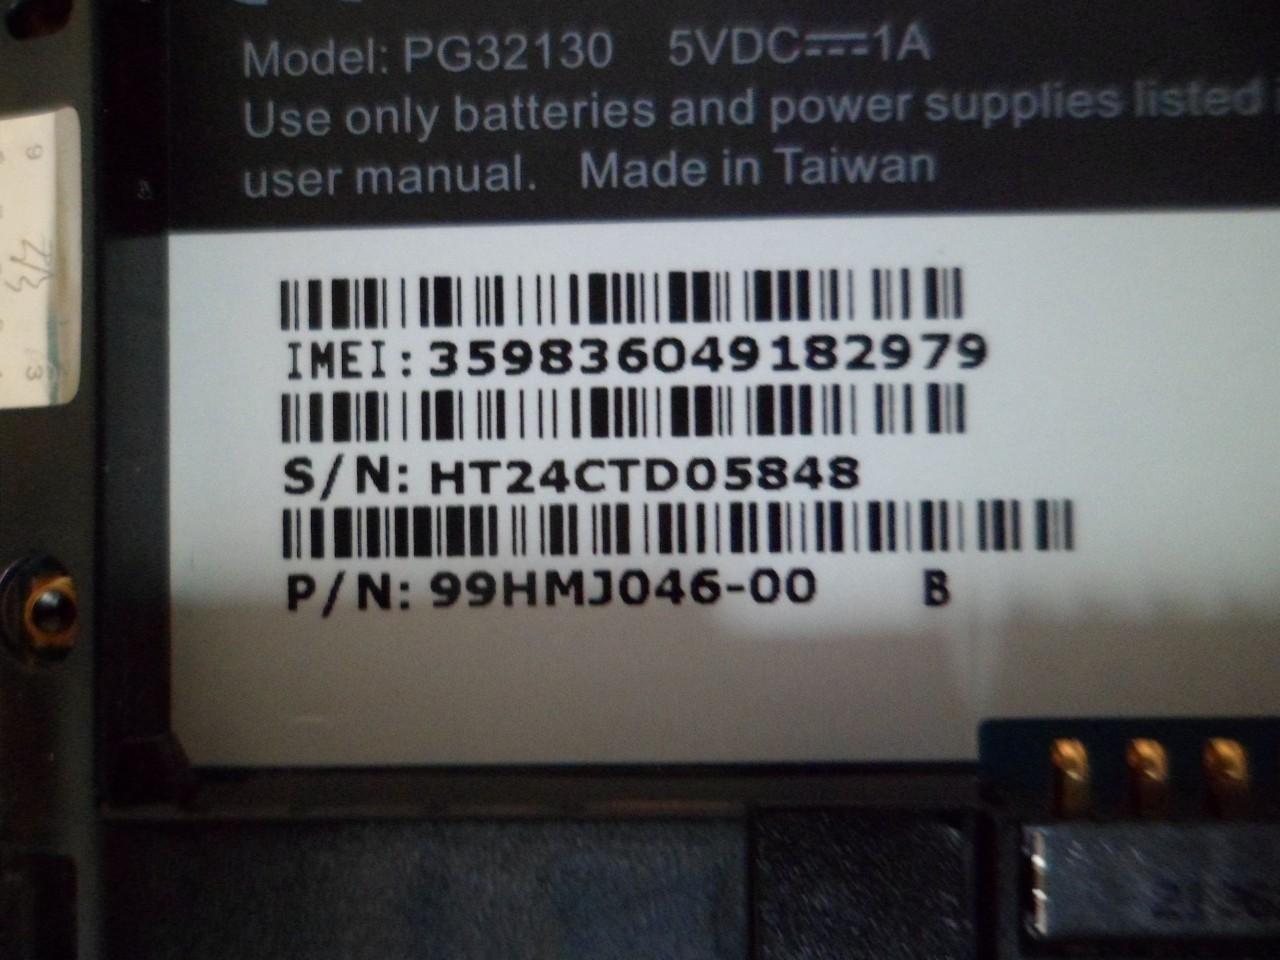 Model: PG32130 5VDC⎓1A
Use only batteries and power supplies listed
user manual. Made in Taiwan
IMEI: 359836049182979
S/N: HT24CTD05848
P/N: 99HMJ046-00 B